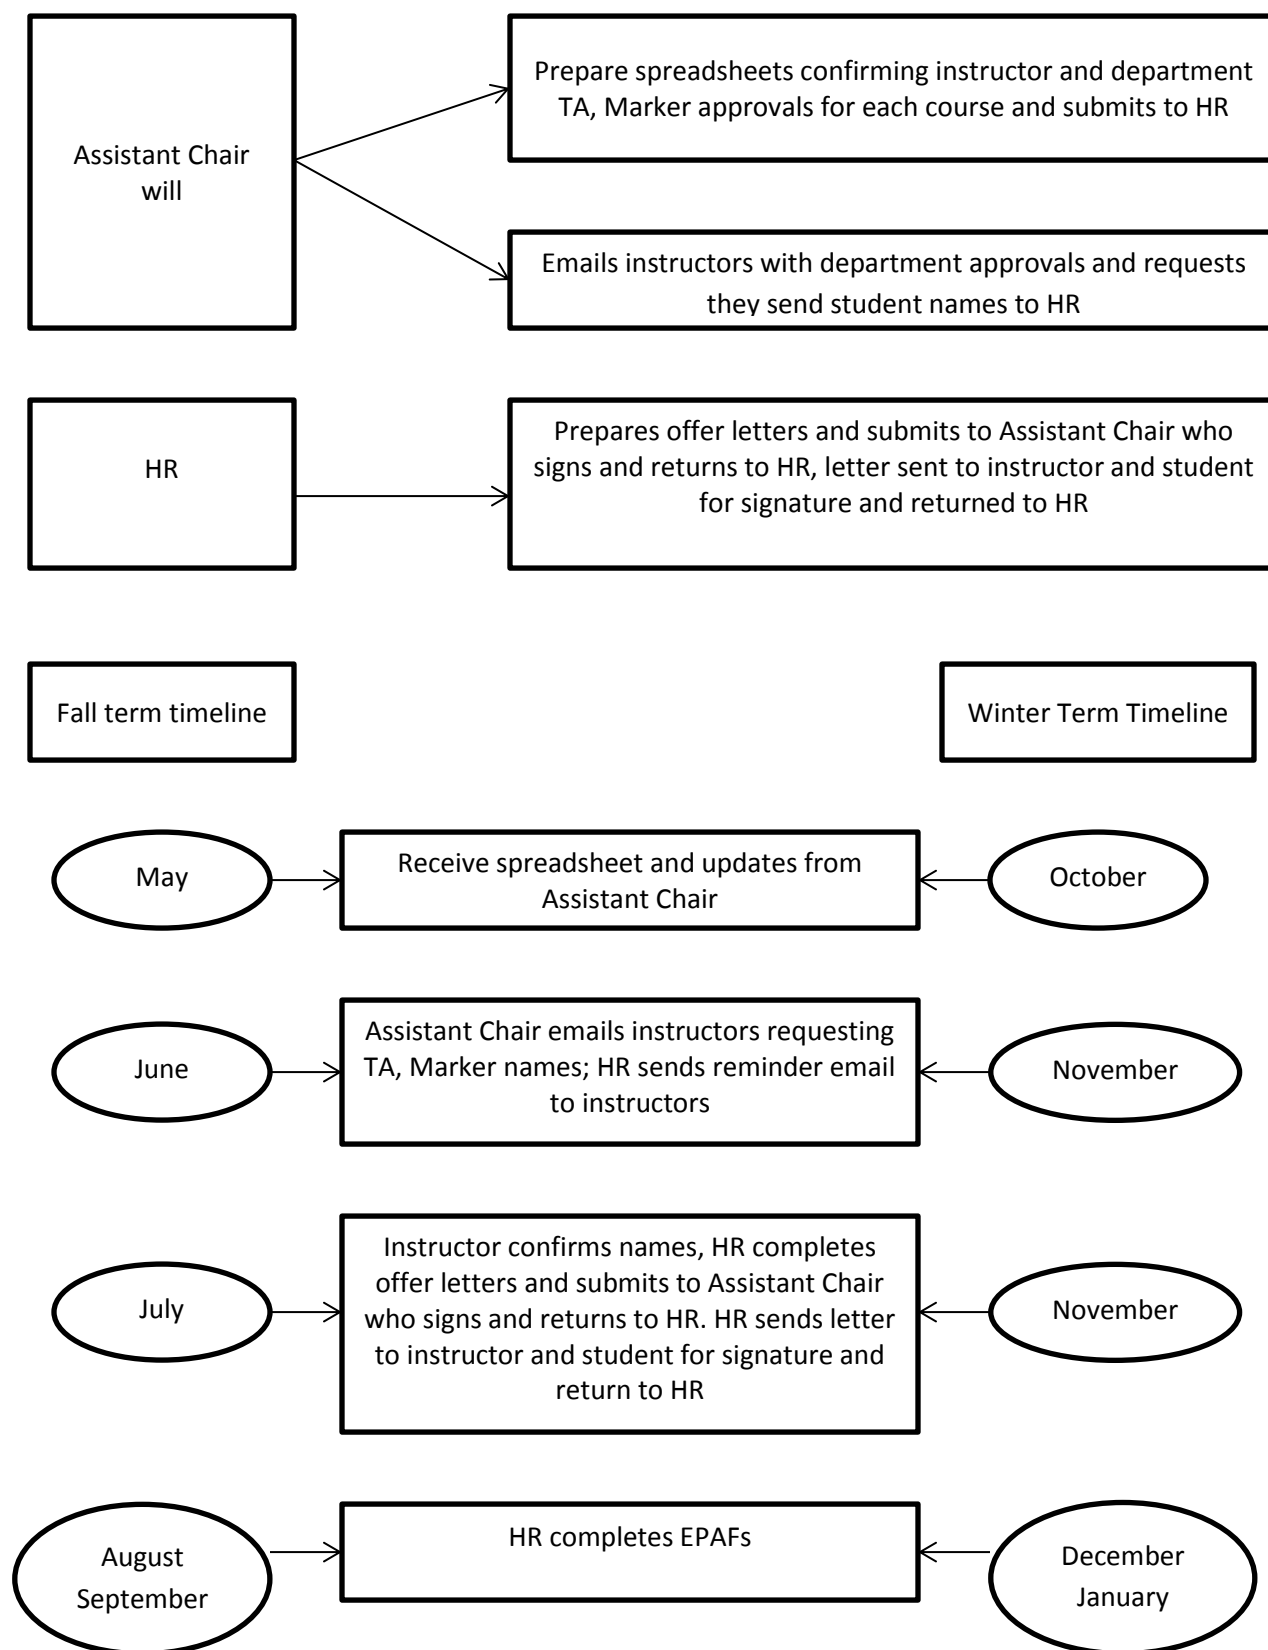 Assistant Chair
will
Prepare spreadsheets confirming instructor and department
TA, Marker approvals for each course and submits to HR
Emails instructors with department approvals and requests
they send student names to HR
HR
Prepares offer letters and submits to Assistant Chair who
signs and returns to HR, letter sent to instructor and student
for signature and returned to HR
Fall term timeline
Winter Term Timeline
May
Receive spreadsheet and updates from
Assistant Chair
October
June
Assistant Chair emails instructors requesting
TA, Marker names; HR sends reminder email
to instructors
November
July
Instructor confirms names, HR completes
offer letters and submits to Assistant Chair
who signs and returns to HR. HR sends letter
to instructor and student for signature and
return to HR
November
August
September
HR completes EPAFs
December
January